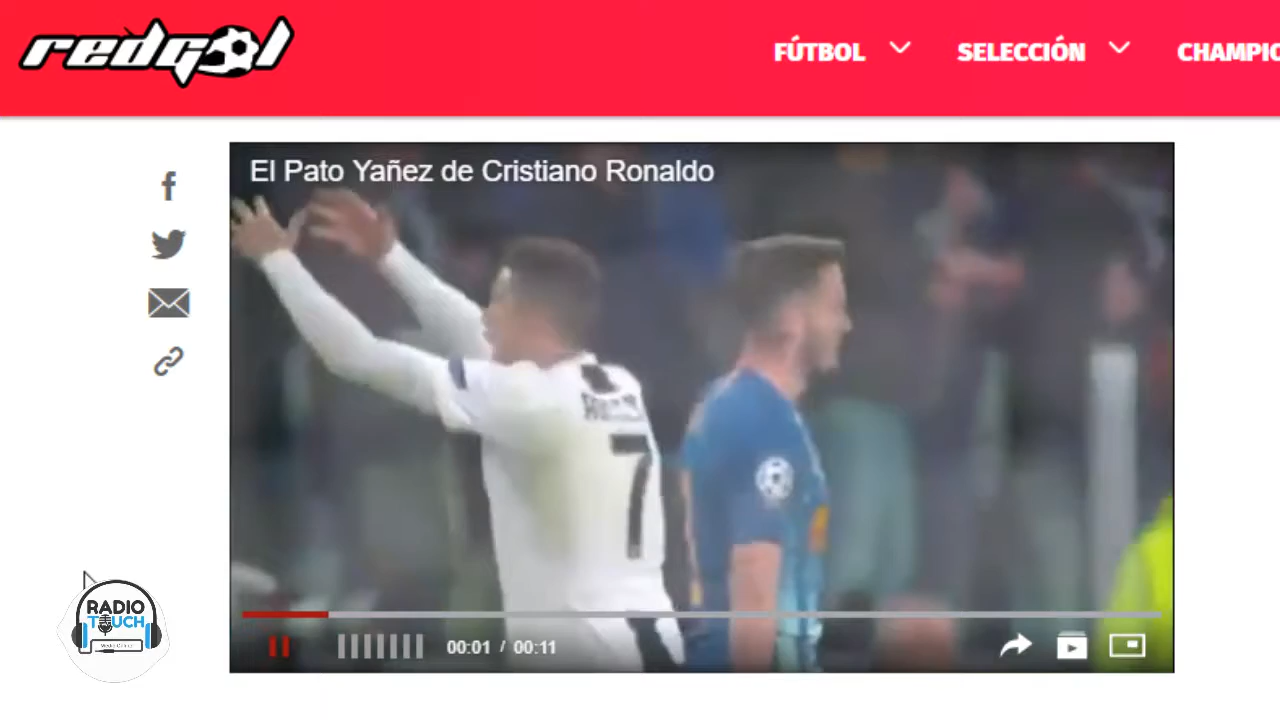 redgol
FÚTBOL
SELECCIÓN
CHAMPIO
El Pato Yañez de Cristiano Ronaldo
7
00:01 / 00:11
RADIO
TOUCH